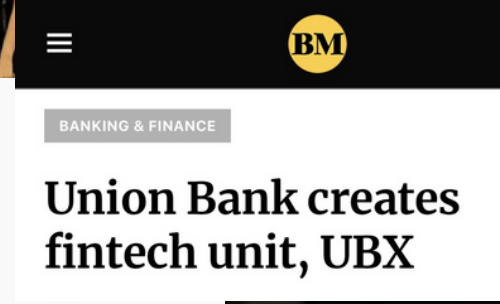 BM
BANKING & FINANCE
Union Bank creates
fintech unit, UBX